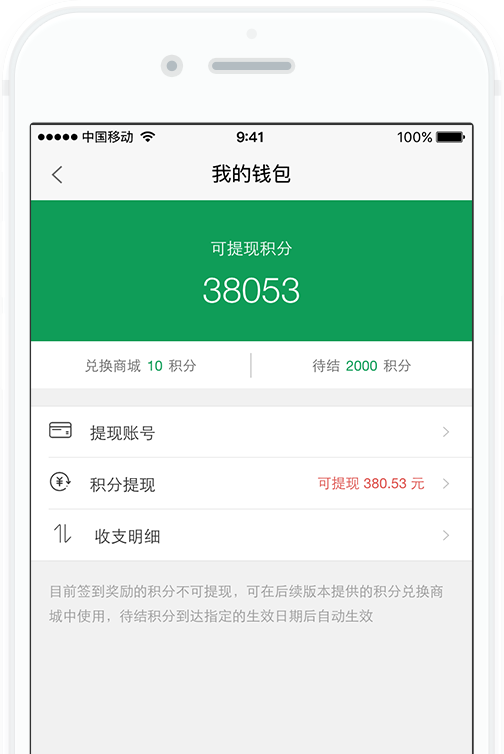 中国移动 9:41 100%
我的钱包
可提现积分
38053
兑换商城 10 积分 待结 2000 积分
提现账号
积分提现 可提现 380.53 元
收支明细
目前签到奖励的积分不可提现，可在后续版本提供的积分兑换商
城中使用，待结积分到达指定的生效日期后自动生效